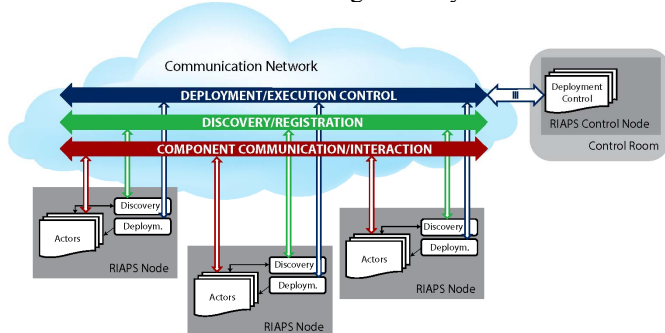 Communication Network
DEPLOYMENT/EXECUTION CONTROL
DISCOVERY/REGISTRATION
COMPONENT COMMUNICATION/INTERACTION
Deployment
Control
RIAPS Control Node
Control Room
Discovery
Deploym.
Actors
RIAPS Node
Discovery
Deploym.
Actors
RIAPS Node
Discovery
Deploym.
Actors
RIAPS Node